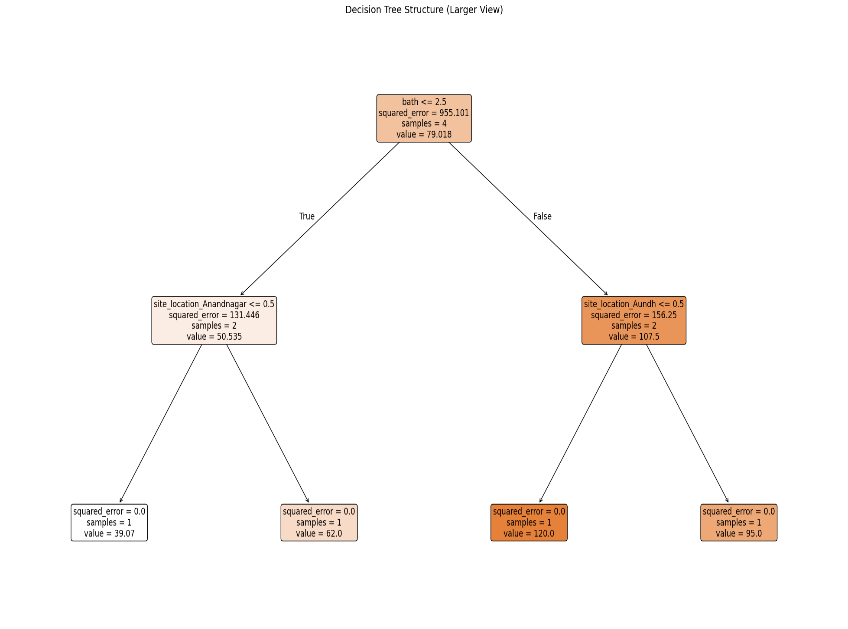 Decision Tree Structure (Larger View)
bath <= 2.5
squared_error = 955.101
samples = 4
value = 79.018
True
False
site_location_Anandnagar <= 0.5
squared_error = 131.446
samples = 2
value = 50.535
site_location_Aundh <= 0.5
squared_error = 156.25
samples = 2
value = 107.5
squared_error = 0.0
samples = 1
value = 39.07
squared_error = 0.0
samples = 1
value = 62.0
squared_error = 0.0
samples = 1
value = 120.0
squared_error = 0.0
samples = 1
value = 95.0